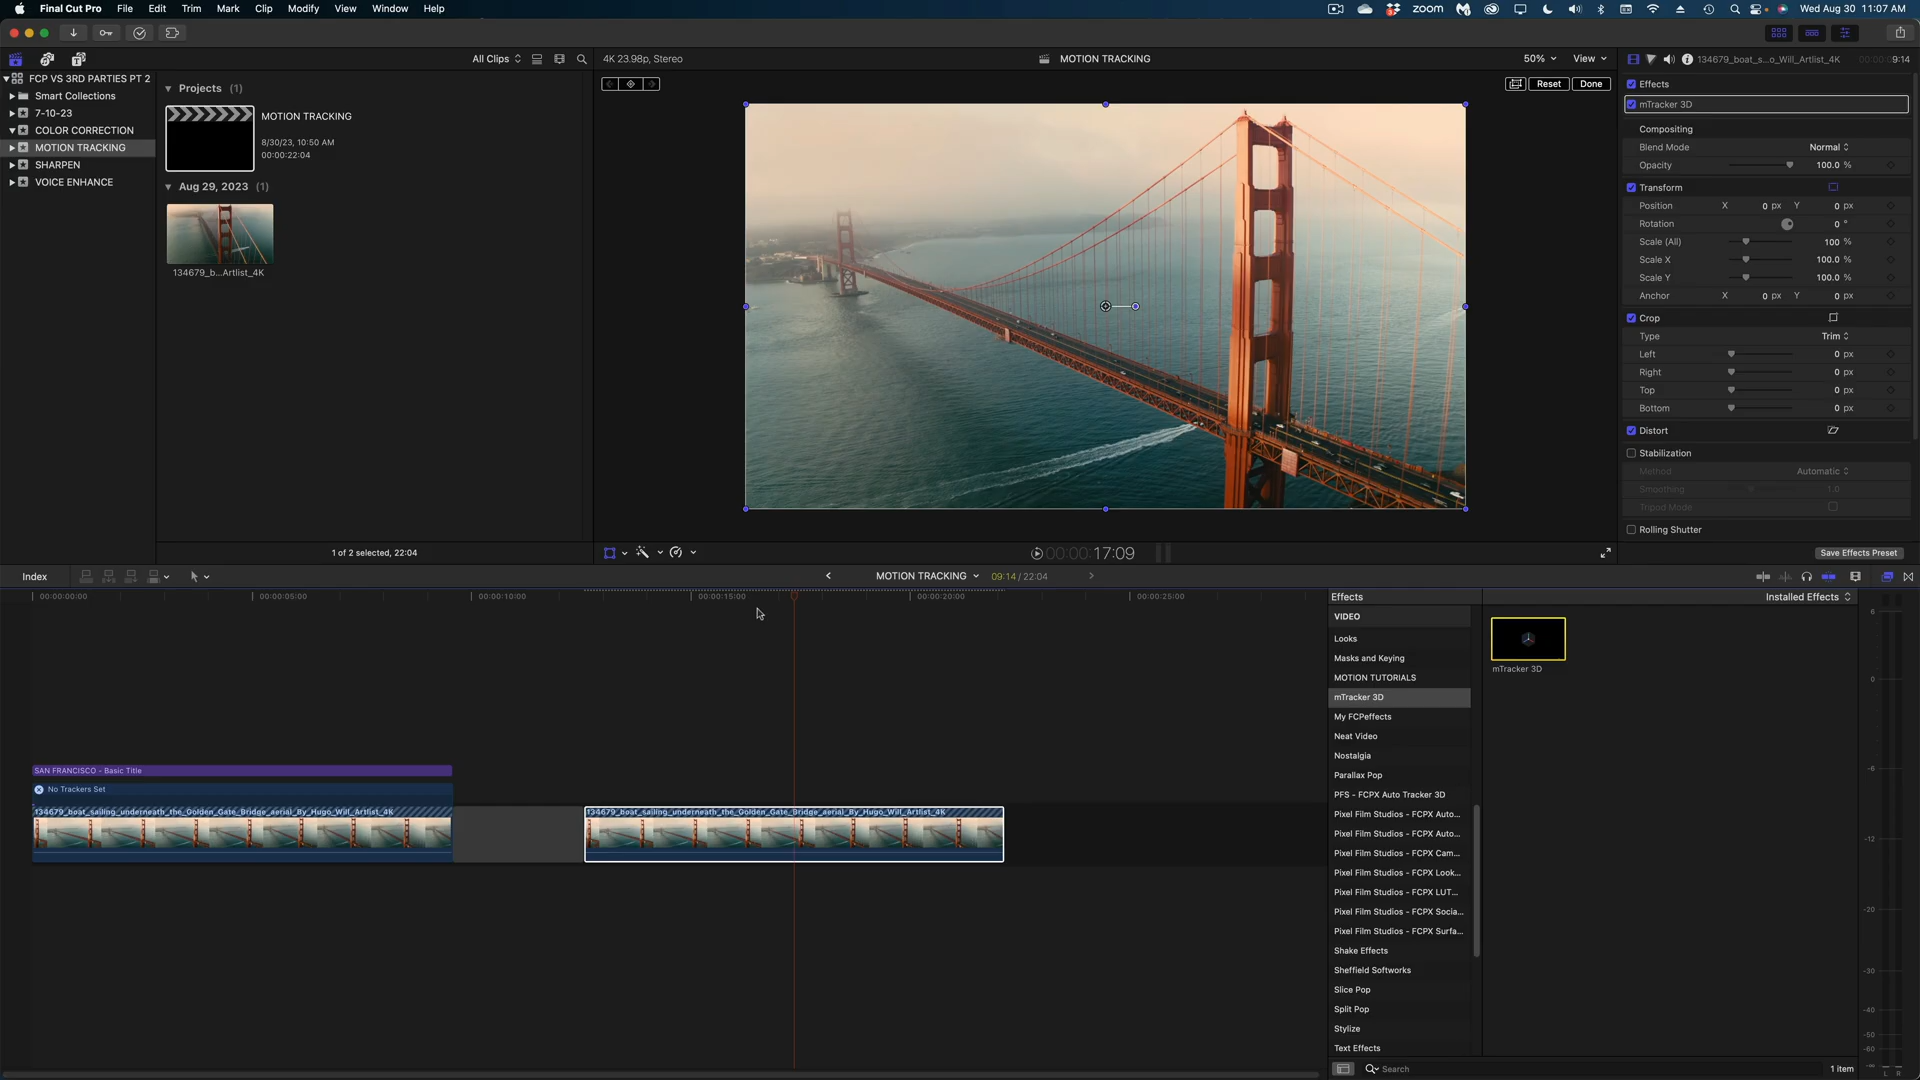 Final Cut Pro File Edit Trim Mark Clip Modify View Window Help
zoom Wed Aug 30 11:07 AM
All Clips
4K 23.98p, Stereo
MOTION TRACKING
50% View
134679_boat_s...o_Will_Artlist_4K 9:14
FCP VS 3RD PARTIES PT 2
Smart Collections
7-10-23
COLOR CORRECTION
MOTION TRACKING
SHARPEN
VOICE ENHANCE
Projects (1)
MOTION TRACKING
8/30/23, 10:50 AM
00:00:22:04
Aug 29, 2023 (1)
134679_b...Artlist_4K
1 of 2 selected, 22:04
Reset Done
00:00:17:09
Effects
mTracker 3D
Compositing
Blend Mode Normal
Opacity 100.0 %
Transform
Position X 0 px Y 0 px
Rotation 0 °
Scale (All) 100 %
Scale X 100.0 %
Scale Y 100.0 %
Anchor X 0 px Y 0 px
Crop
Type Trim
Left 0 px
Right 0 px
Top 0 px
Bottom 0 px
Distort
Stabilization
Method Automatic
Smoothing 1.0
Tripod Mode
Rolling Shutter
Save Effects Preset
Index
MOTION TRACKING 09:14 / 22:04
00:00:00:00 00:00:05:00 00:00:10:00 00:00:15:00 00:00:20:00 00:00:25:00
SAN FRANCISCO - Basic Title
No Trackers Set
134679_boat_sailing_underneath_the_Golden_Gate_Bridge_aerial_By_Hugo_Will_Artlist_4K
134679_boat_sailing_underneath_the_Golden_Gate_Bridge_aerial_By_Hugo_Will_Artlist_4K
Effects Installed Effects
VIDEO
Looks
Masks and Keying
MOTION TUTORIALS
mTracker 3D
My FCPeffects
Neat Video
Nostalgia
Parallax Pop
PFS - FCPX Auto Tracker 3D
Pixel Film Studios - FCPX Auto...
Pixel Film Studios - FCPX Auto...
Pixel Film Studios - FCPX Cam...
Pixel Film Studios - FCPX Look...
Pixel Film Studios - FCPX LUT...
Pixel Film Studios - FCPX Socia...
Pixel Film Studios - FCPX Surfa...
Shake Effects
Sheffield Softworks
Slice Pop
Split Pop
Stylize
Text Effects
mTracker 3D
Search
1 item
6
0
-6
-12
-20
-30
-40
-50
-60
-∞
L R